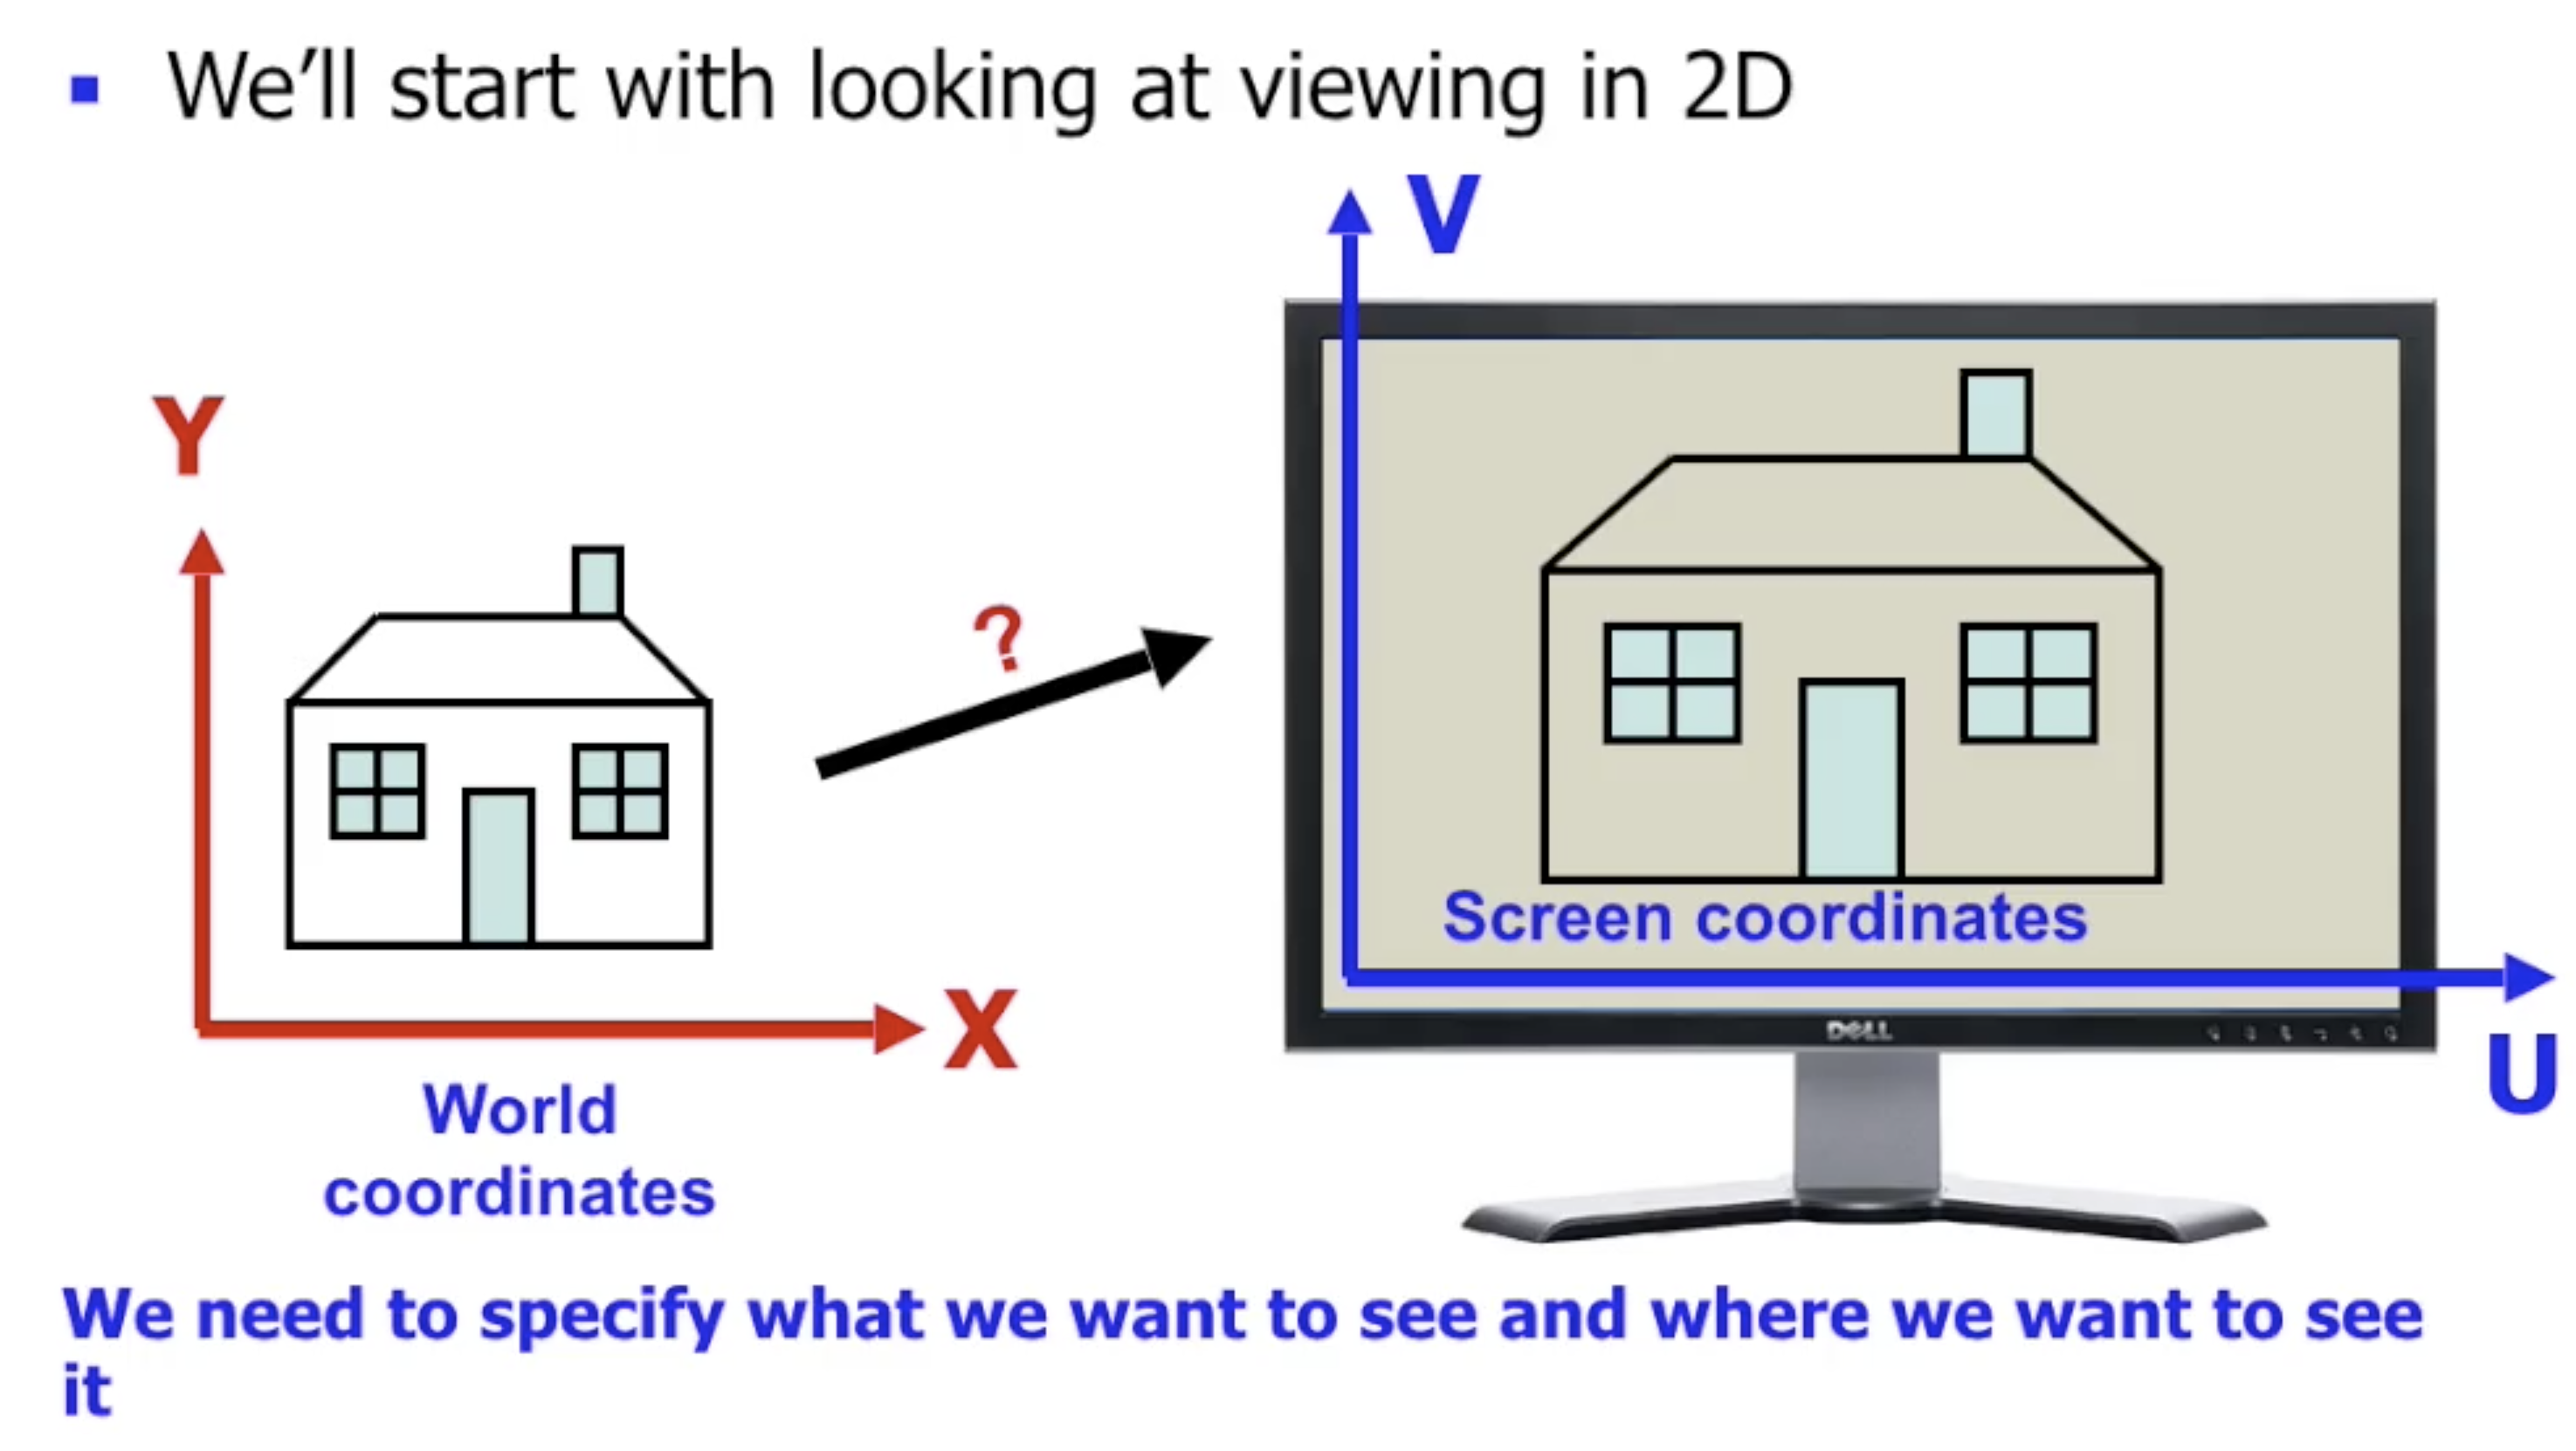 We'll start with looking at viewing in 2D
V
Y
?
Screen coordinates
DELL
X
U
World
coordinates
We need to specify what we want to see and where we want to see
it